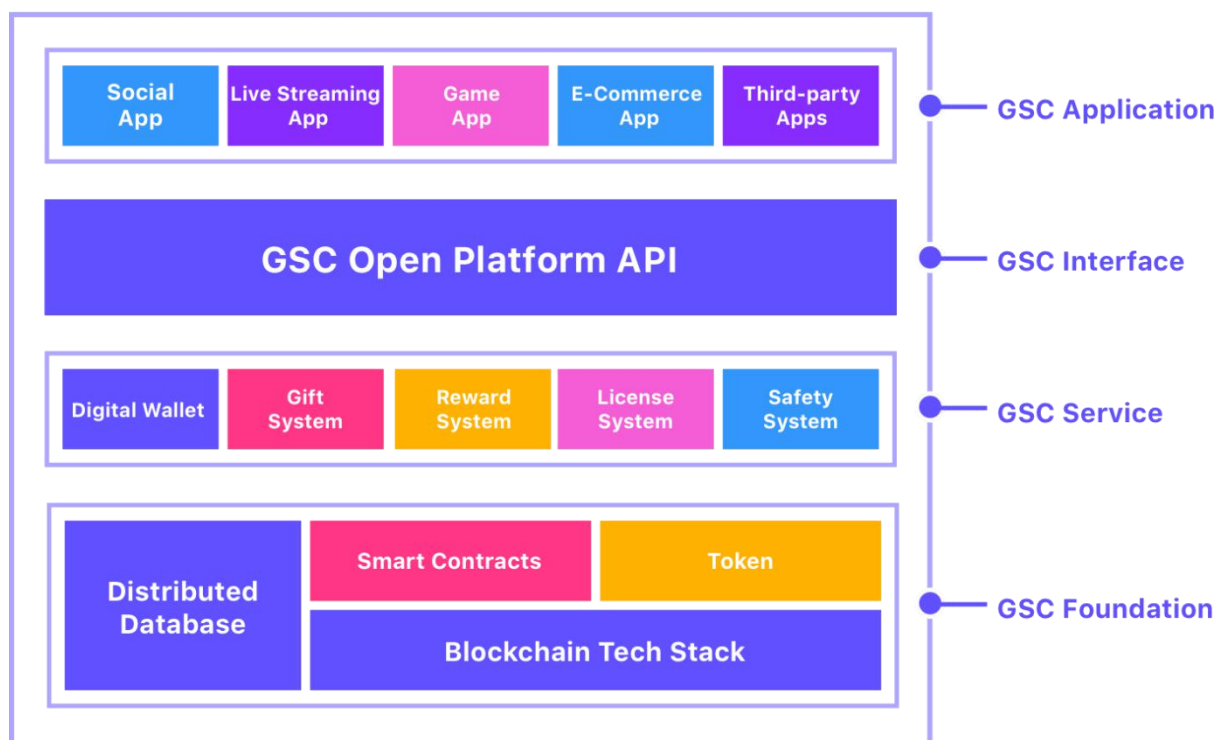 Social
App
Live Streaming
App
Game
App
E-Commerce
App
Third-party
Apps
GSC Application
GSC Open Platform API
GSC Interface
Digital Wallet
Gift
System
Reward
System
License
System
Safety
System
GSC Service
Distributed
Database
Smart Contracts
Token
Blockchain Tech Stack
GSC Foundation